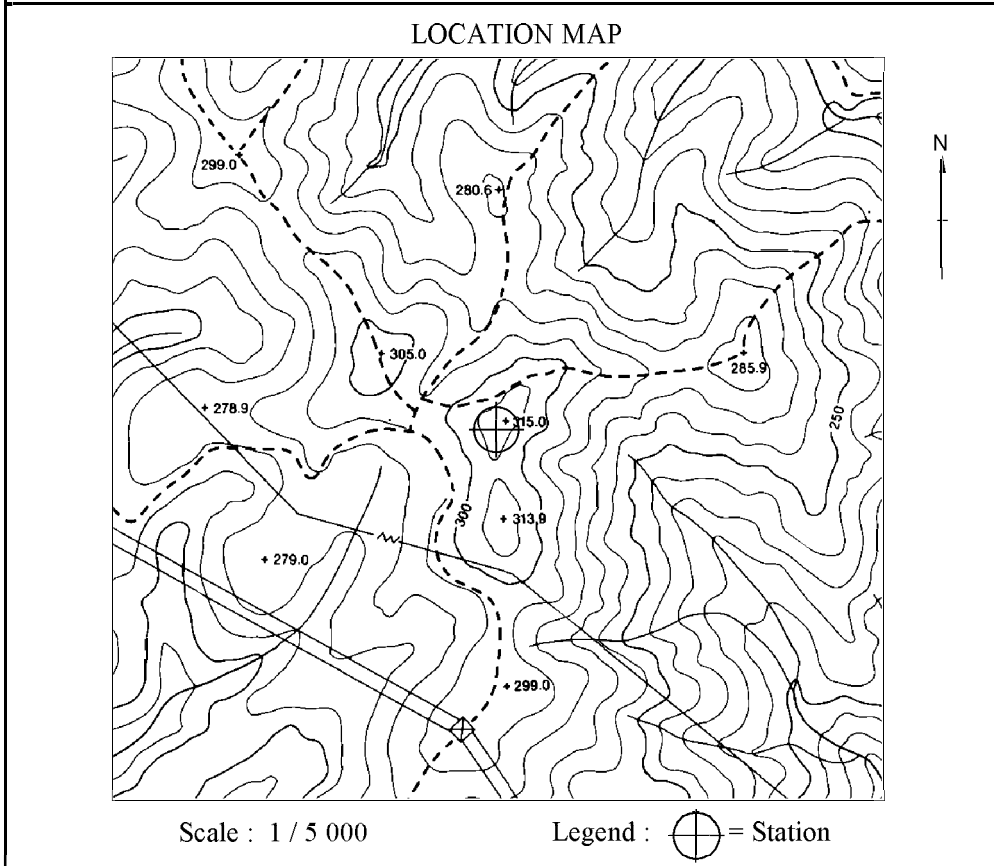 LOCATION MAP
N
299.0
280.6
305.0
285.9
278.9
315.0
250
300
313.9
279.0
299.0
Scale : 1 / 5 000
Legend : = Station